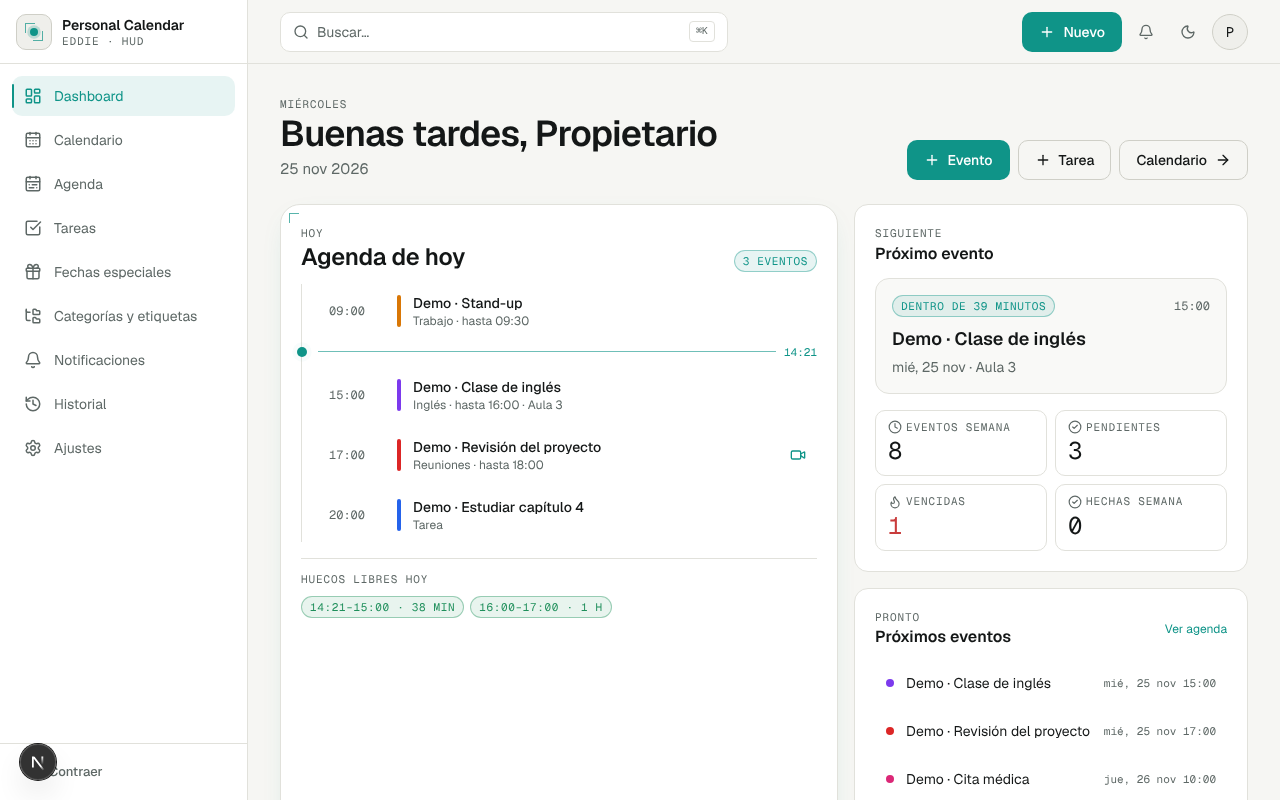 Personal Calendar
EDDIE · HUD
Dashboard
Calendario
Agenda
Tareas
Fechas especiales
Categorías y etiquetas
Notificaciones
Historial
Ajustes
N
Contraer
Buscar...
⌘K
Nuevo
P
MIÉRCOLES
Buenas tardes, Propietario
25 nov 2026
Evento
Tarea
Calendario
HOY
Agenda de hoy
3 EVENTOS
09:00
Demo · Stand-up
Trabajo · hasta 09:30
14:21
15:00
Demo · Clase de inglés
Inglés · hasta 16:00 · Aula 3
17:00
Demo · Revisión del proyecto
Reuniones · hasta 18:00
20:00
Demo · Estudiar capítulo 4
Tarea
HUECOS LIBRES HOY
14:21–15:00 · 38 MIN
16:00–17:00 · 1 H
SIGUIENTE
Próximo evento
DENTRO DE 39 MINUTOS
15:00
Demo · Clase de inglés
mié, 25 nov · Aula 3
EVENTOS SEMANA
8
PENDIENTES
3
VENCIDAS
1
HECHAS SEMANA
0
PRONTO
Próximos eventos
Ver agenda
Demo · Clase de inglés
mié, 25 nov 15:00
Demo · Revisión del proyecto
mié, 25 nov 17:00
Demo · Cita médica
jue, 26 nov 10:00